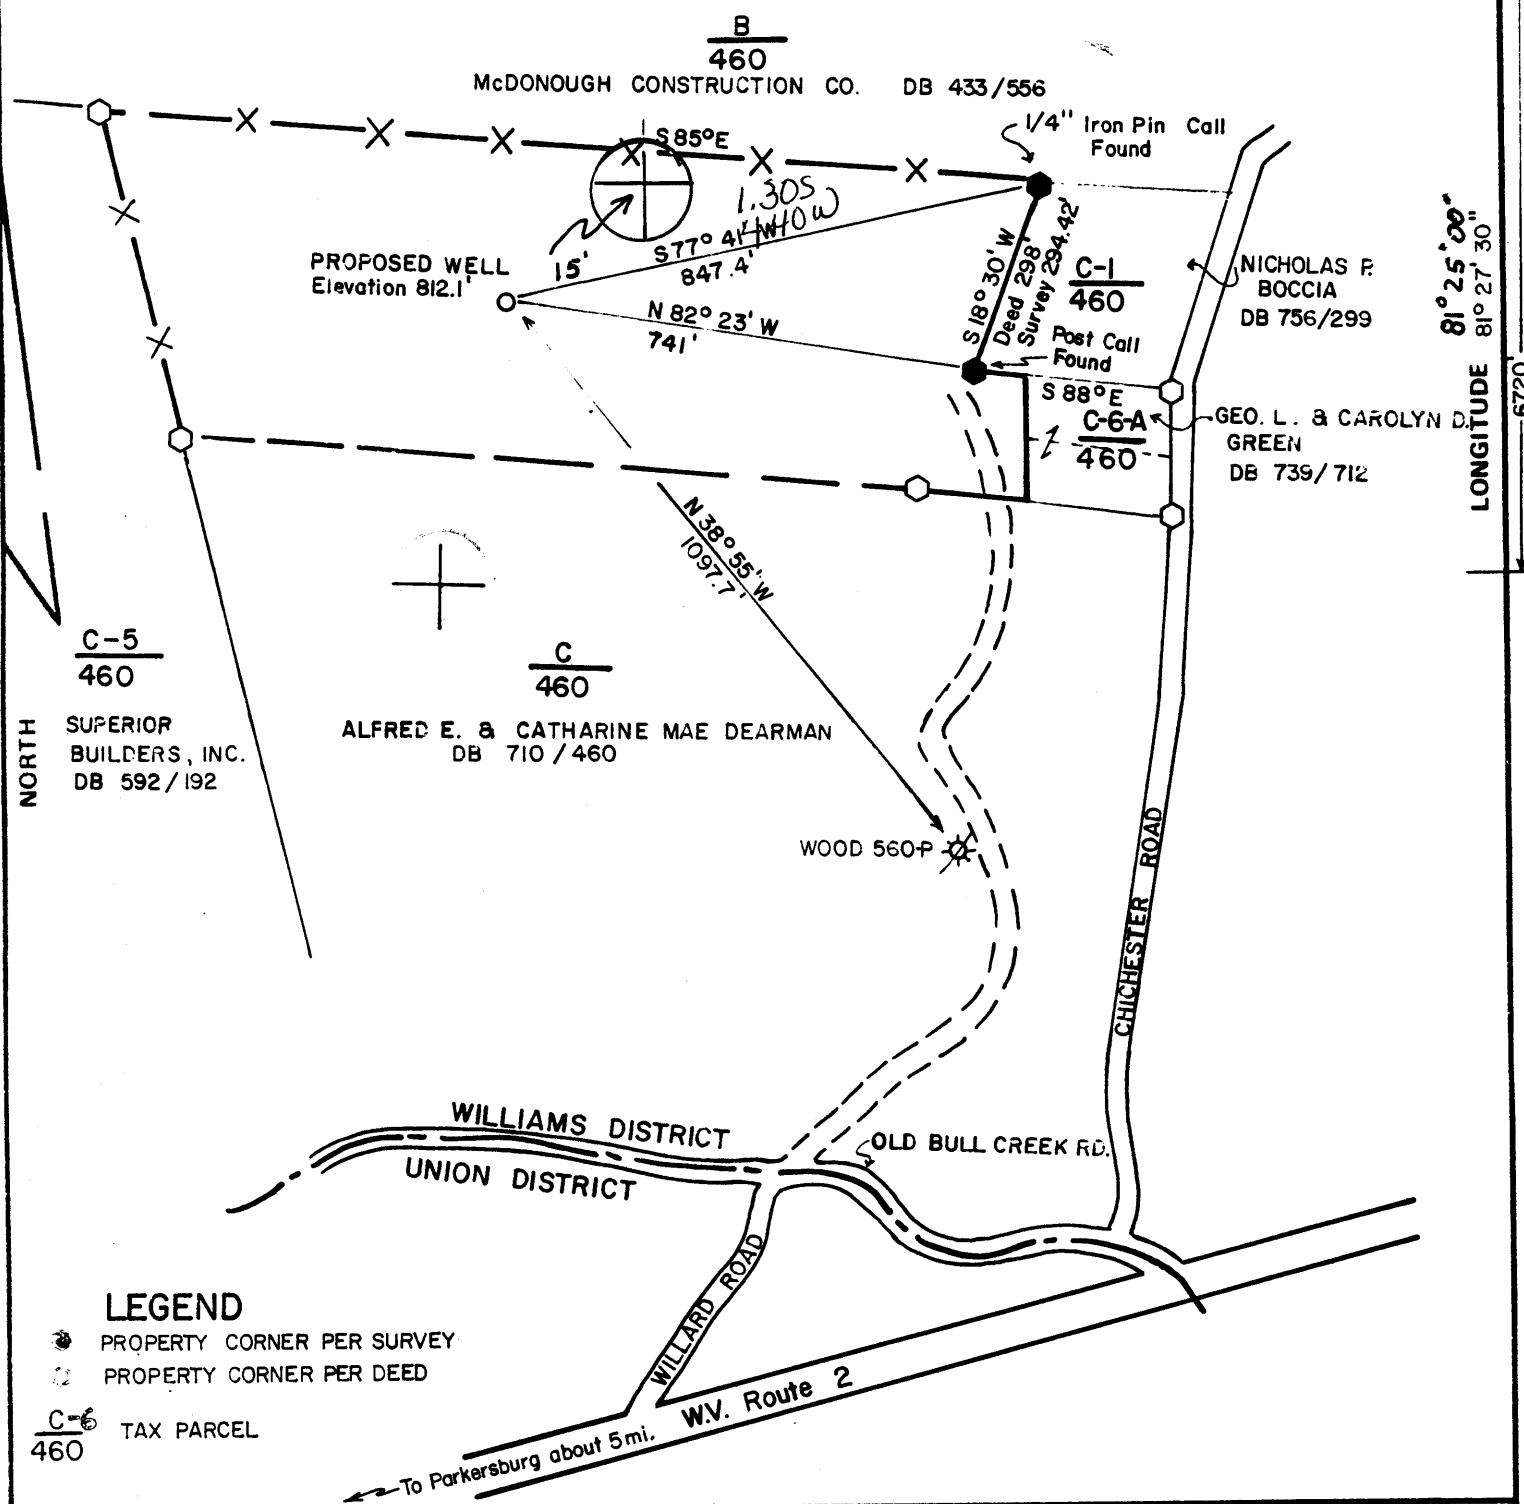 B
460
McDONOUGH CONSTRUCTION CO. DB 433/556
1/4" Iron Pin Call
Found
S 85° E
1.30S
1.410W
S 77° 41' W
847.4'
15'
PROPOSED WELL
Elevation 812.1'
N 82° 23' W
741'
S 18° 30' W
Deed 298'
Survey 294.42'
C-1
460
NICHOLAS P.
BOCCIA
DB 756/299
Post Call
Found
S 88° E
C-6-A
460
GEO. L. & CAROLYN D.
GREEN
DB 739/712
81° 25' 00"
LONGITUDE 81° 27' 30"
6720
N 38° 55' W
1097.7'
C-5
460
SUPERIOR
BUILDERS, INC.
DB 592/192
NORTH
C
460
ALFRED E. & CATHARINE MAE DEARMAN
DB 710/460
WOOD 560-P
CHICHESTER ROAD
WILLIAMS DISTRICT
UNION DISTRICT
OLD BULL CREEK RD.
WILLARD ROAD
W.V. Route 2
To Parkersburg about 5 mi.
LEGEND
PROPERTY CORNER PER SURVEY
PROPERTY CORNER PER DEED
C-6
460
TAX PARCEL